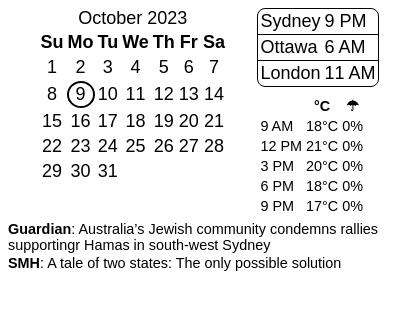 October 2023
Su Mo Tu We Th Fr Sa
1 2 3 4 5 6 7
8 9 10 11 12 13 14
15 16 17 18 19 20 21
22 23 24 25 26 27 28
29 30 31
Sydney 9 PM
Ottawa 6 AM
London 11 AM
°C ☂
9 AM 18°C 0%
12 PM 21°C 0%
3 PM 20°C 0%
6 PM 18°C 0%
9 PM 17°C 0%
Guardian: Australia’s Jewish community condemns rallies
supportingr Hamas in south-west Sydney
SMH: A tale of two states: The only possible solution